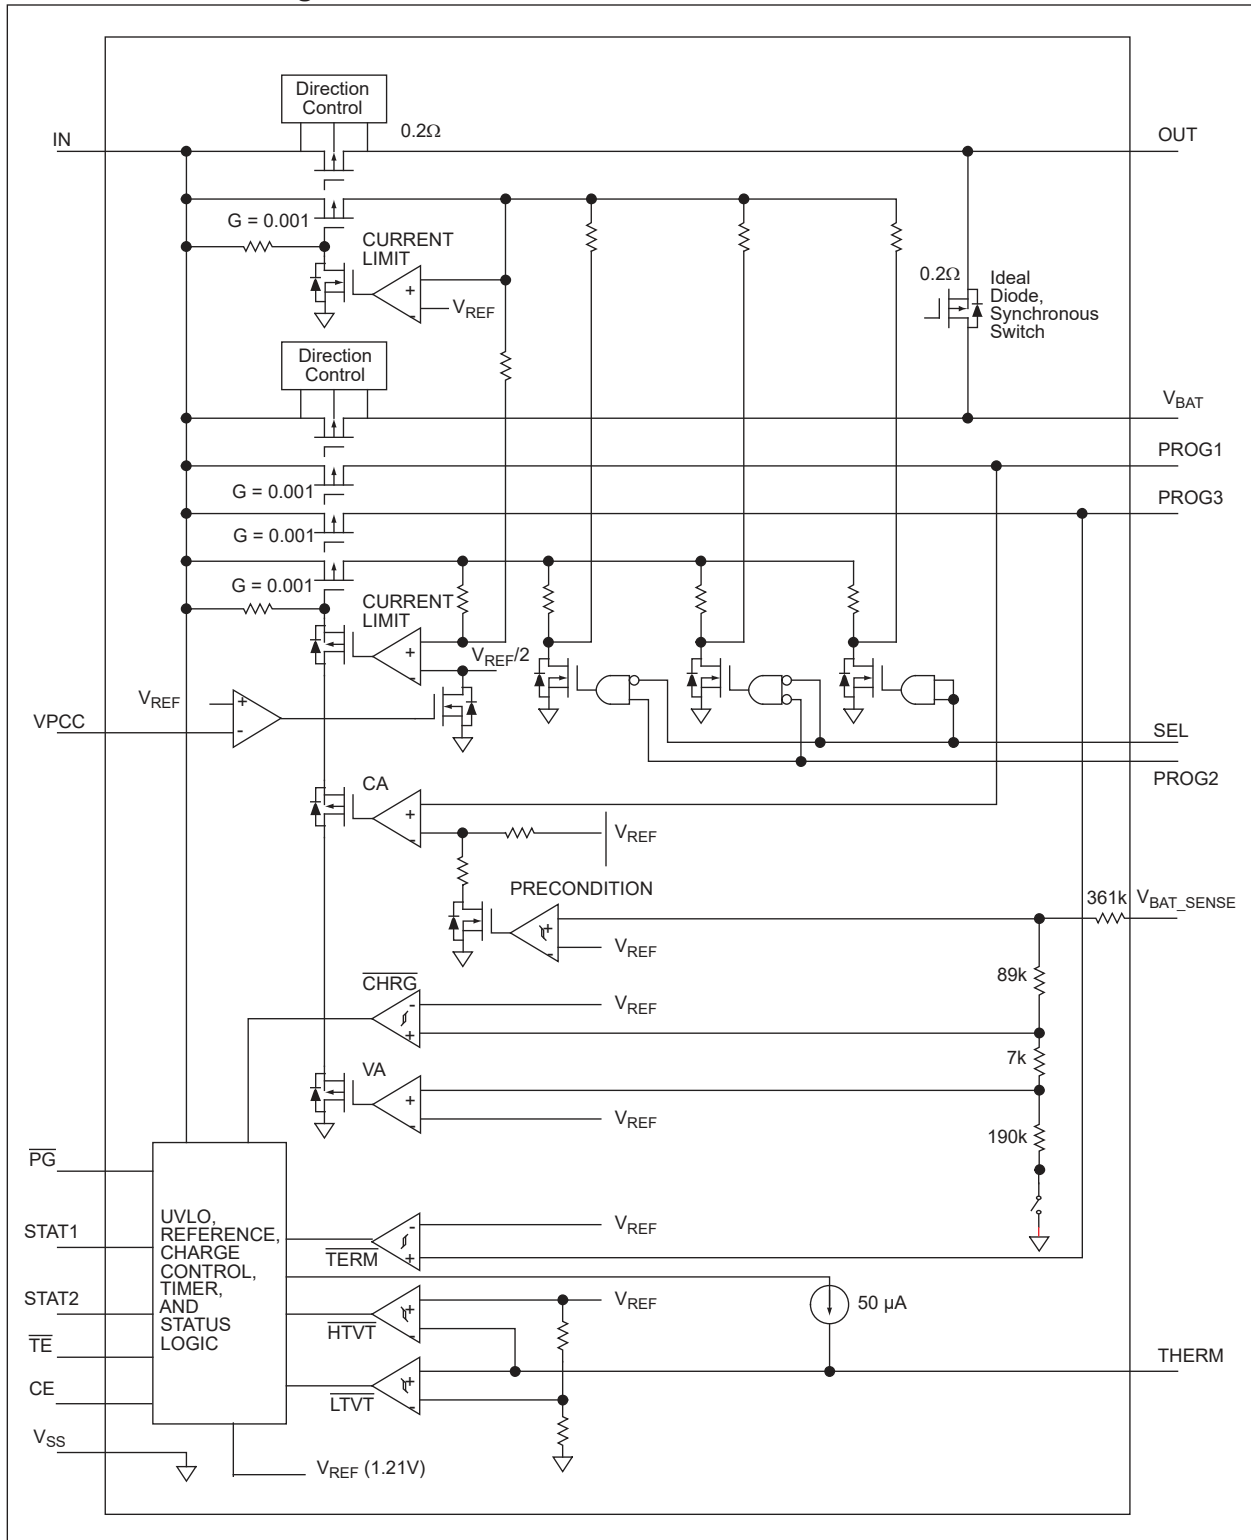 Direction
Control
0.2Ω
IN
OUT
G = 0.001
CURRENT
LIMIT
+
-
VREF
0.2Ω
Ideal
Diode,
Synchronous
Switch
Direction
Control
VBAT
PROG1
G = 0.001
PROG3
G = 0.001
G = 0.001
CURRENT
LIMIT
+
-
VREF/2
VREF
+
-
VPCC
SEL
PROG2
CA
+
-
VREF
PRECONDITION
+
-
VREF
361k
VBAT_SENSE
89k
CHRG
-
+
VREF
7k
VA
+
-
VREF
190k
PG
STAT1
STAT2
TE
CE
VSS
UVLO,
REFERENCE,
CHARGE
CONTROL,
TIMER,
AND
STATUS
LOGIC
-
+
VREF
TERM
+
-
VREF
HTVT
50 µA
+
-
LTVT
THERM
VREF (1.21V)